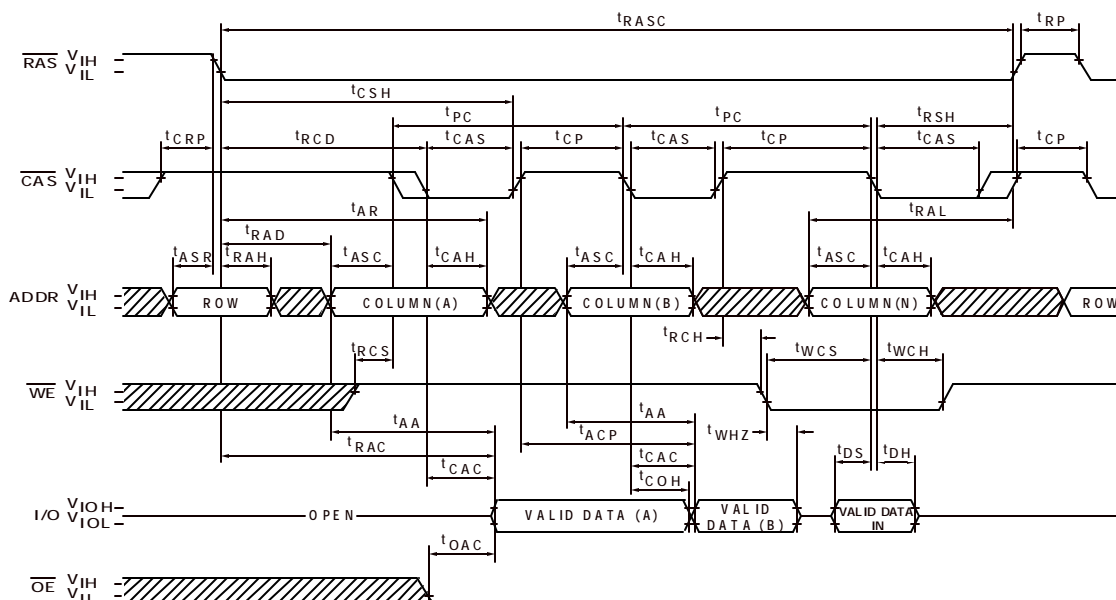 tRASC tRP
RAS VIH
VIL
tCSH
tPC tPC tRSH
tCRP tRCD tCAS tCP tCAS tCP tCAS tCP
CAS VIH
VIL
tAR tRAL
tRAD
tASR tRAH tASC tCAH tASC tCAH tASC tCAH
ADDR VIH
VIL
ROW COLUMN(A) COLUMN(B) COLUMN(N) ROW
tRCH
tRCS tWCS tWCH
WE VIH
VIL
tAA tAA
tRAC tACP tWHZ
tCAC tCAC tDS tDH
tCOH
I/O VIOH
VIOL
OPEN VALID DATA (A) VALID DATA (B) VALID DATA IN
tOAC
OE VIH
VIL